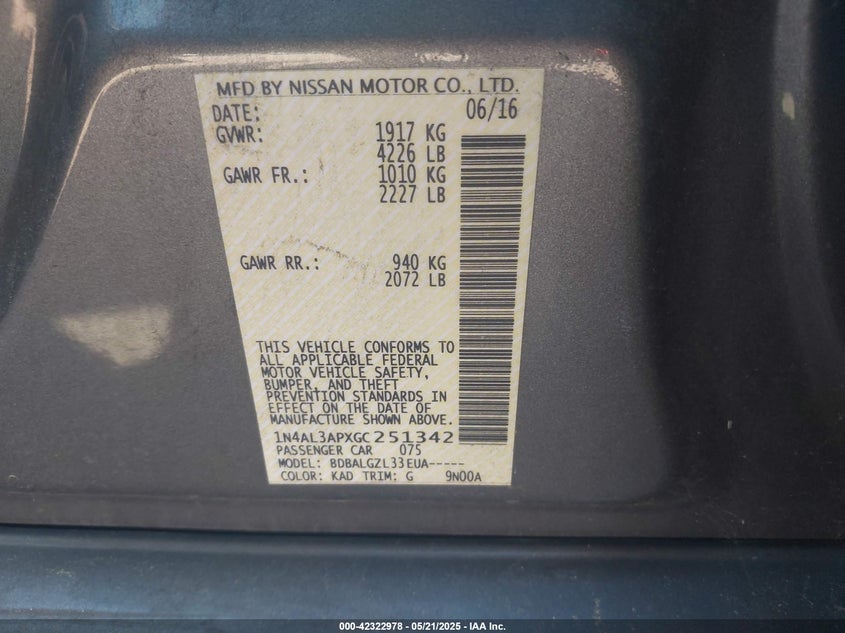 MFD BY NISSAN MOTOR CO., LTD.
DATE: 06/16
GVWR: 1917 KG
4226 LB
GAWR FR.: 1010 KG
2227 LB
GAWR RR.: 940 KG
2072 LB
THIS VEHICLE CONFORMS TO
ALL APPLICABLE FEDERAL
MOTOR VEHICLE SAFETY,
BUMPER, AND THEFT
PREVENTION STANDARDS IN
EFFECT ON THE DATE OF
MANUFACTURE SHOWN ABOVE.
1N4AL3APXGC251342
PASSENGER CAR 075
MODEL: BDBALGZL33EUA-----
COLOR: KAD TRIM: G 9N00A
000-42322978 - 05/21/2025 - IAA Inc.